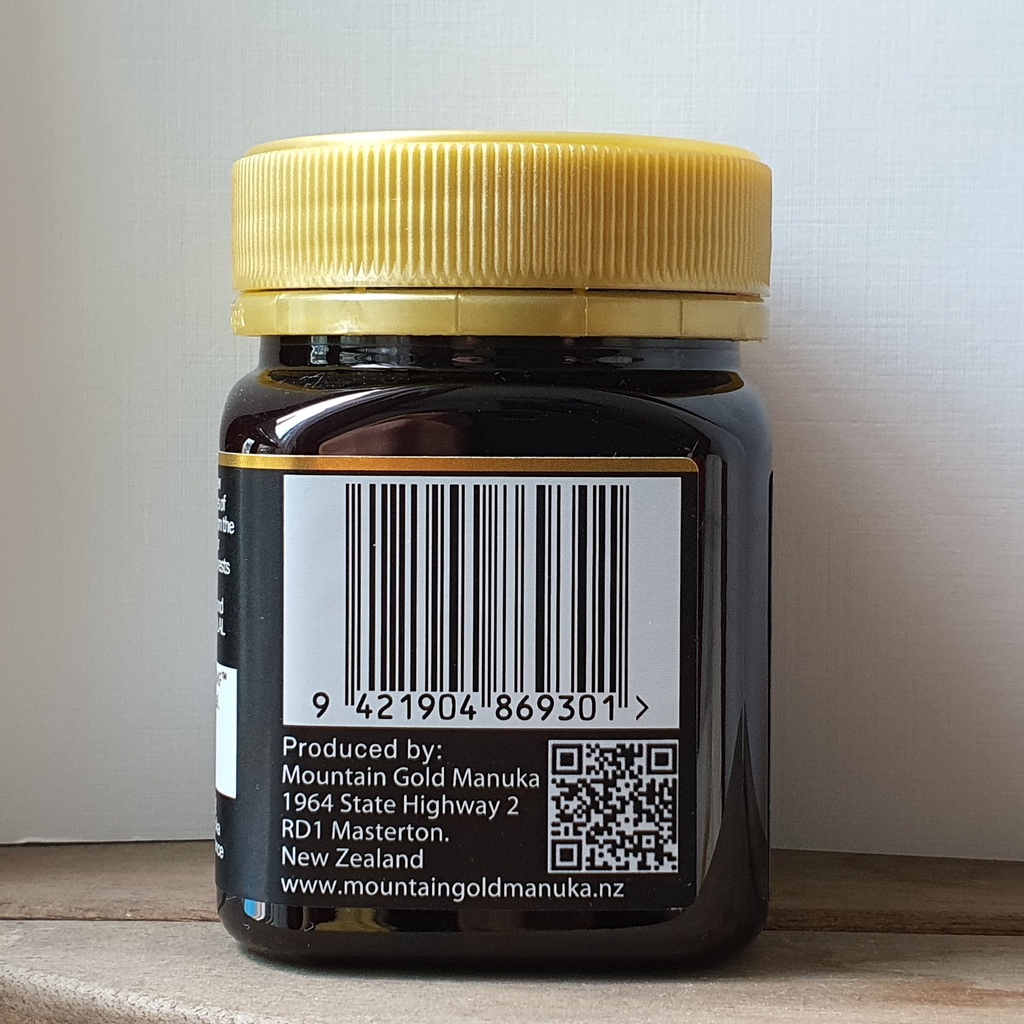 9 421904 869301 >
Produced by:
Mountain Gold Manuka
1964 State Highway 2
RD1 Masterton.
New Zealand
www.mountaingoldmanuka.nz